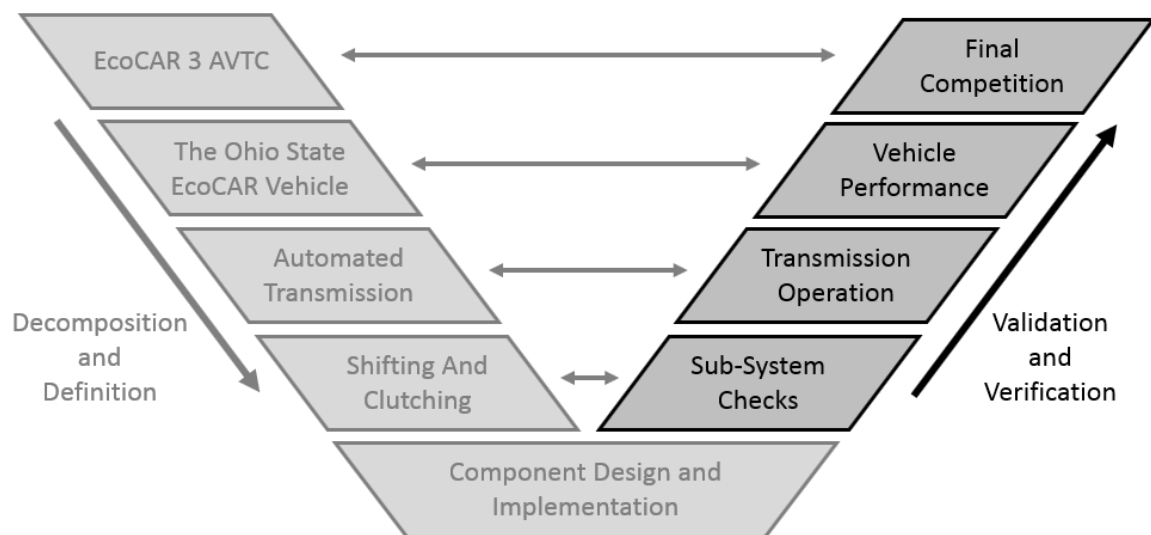 EcoCAR 3 AVTC
Final
Competition
The Ohio State
EcoCAR Vehicle
Vehicle
Performance
Automated
Transmission
Transmission
Operation
Decomposition
and
Definition
Validation
and
Verification
Shifting And
Clutching
Sub-System
Checks
Component Design and
Implementation